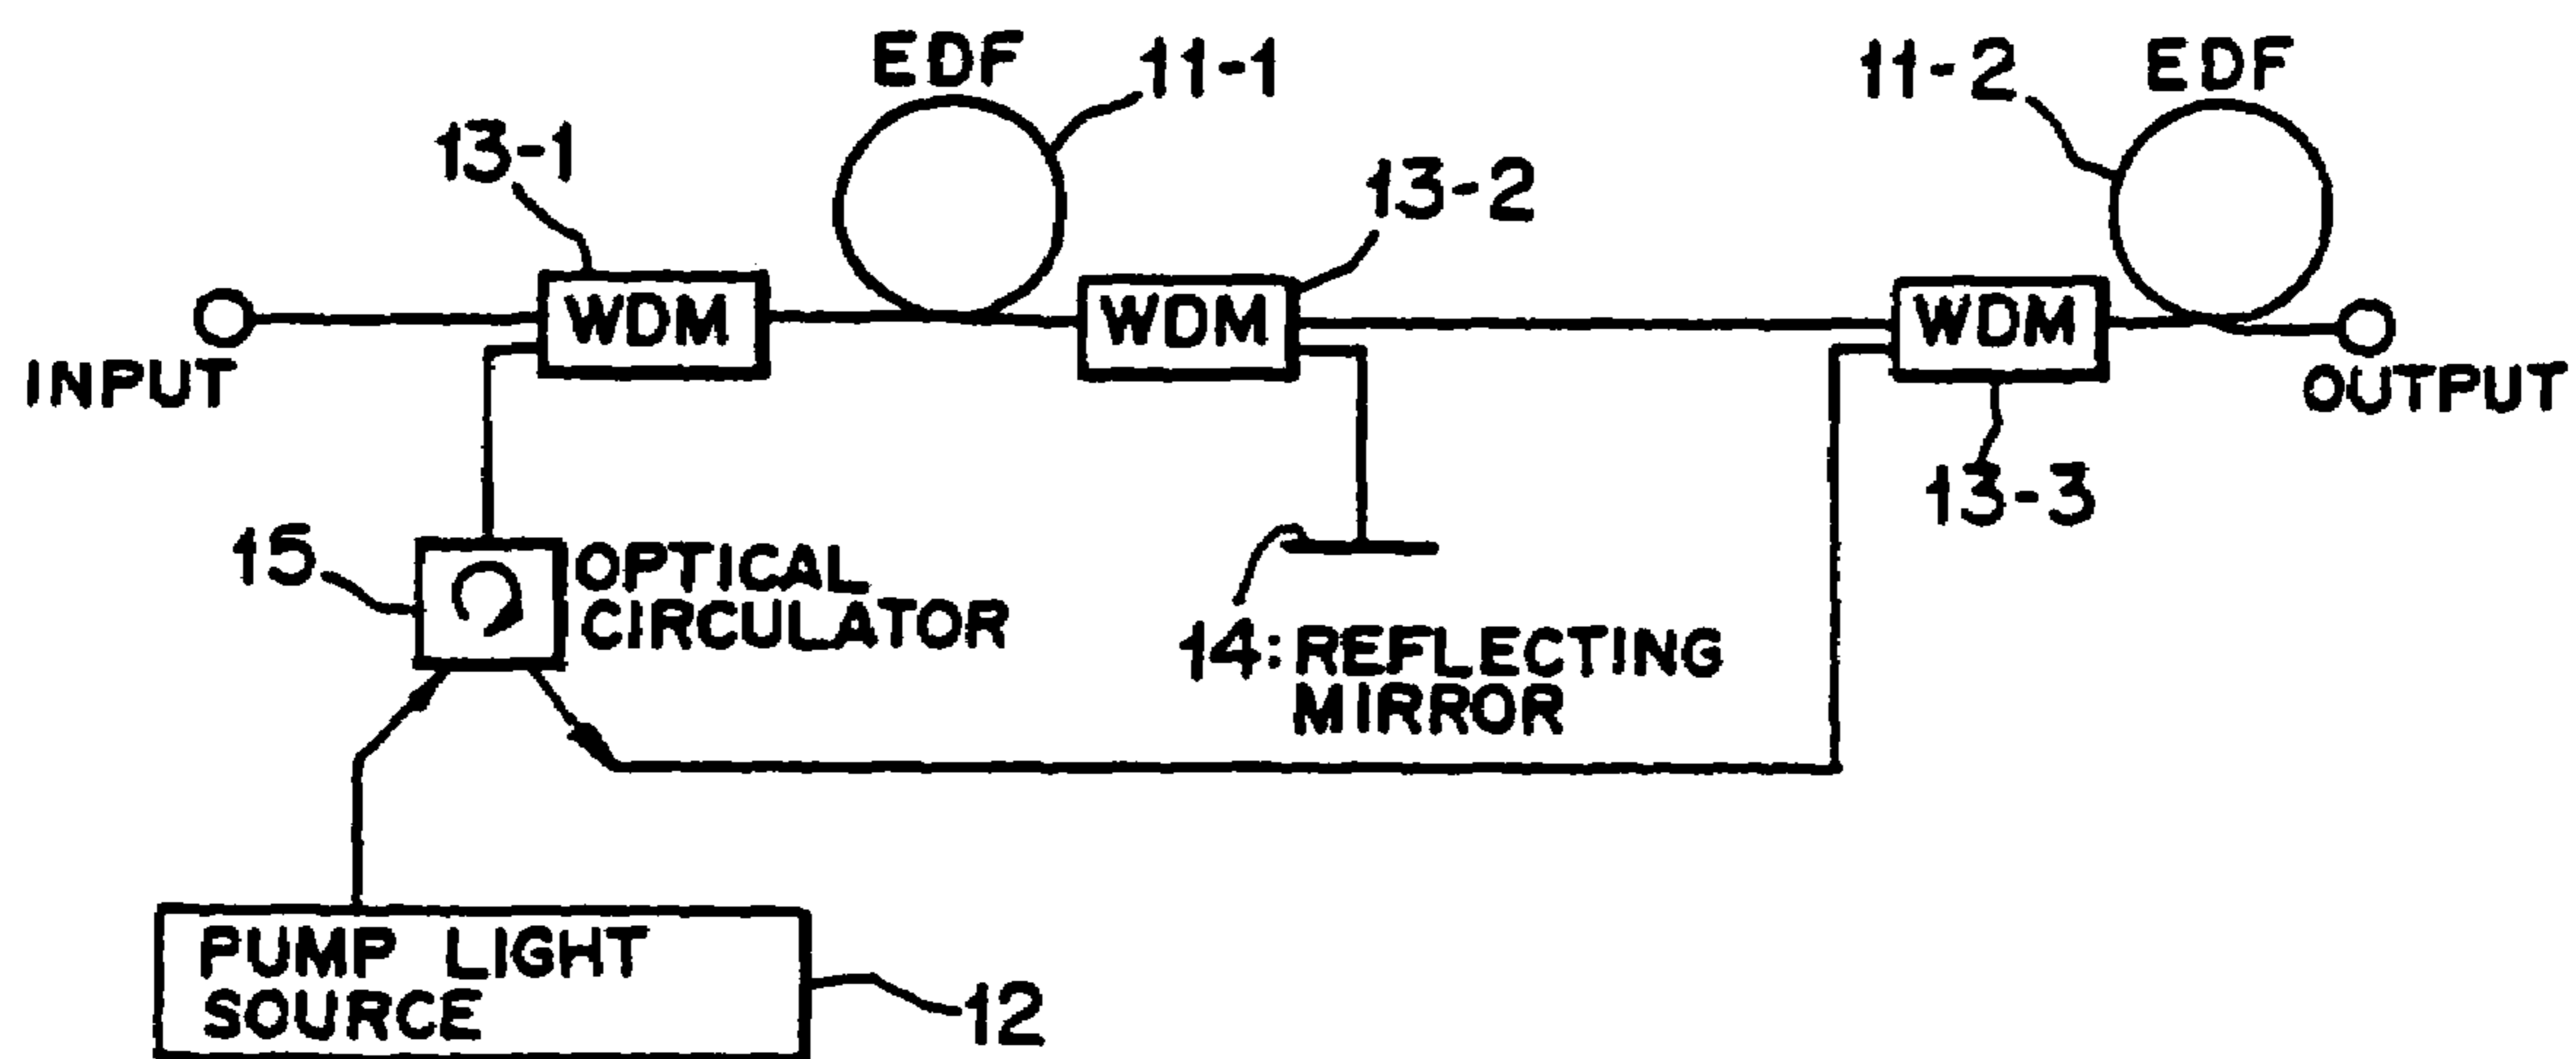 EDF
11-1
11-2
EDF
13-1
13-2
WDM
WDM
WDM
INPUT
OUTPUT
13-3
15
OPTICAL
CIRCULATOR
14: REFLECTING
MIRROR
PUMP LIGHT
SOURCE
12